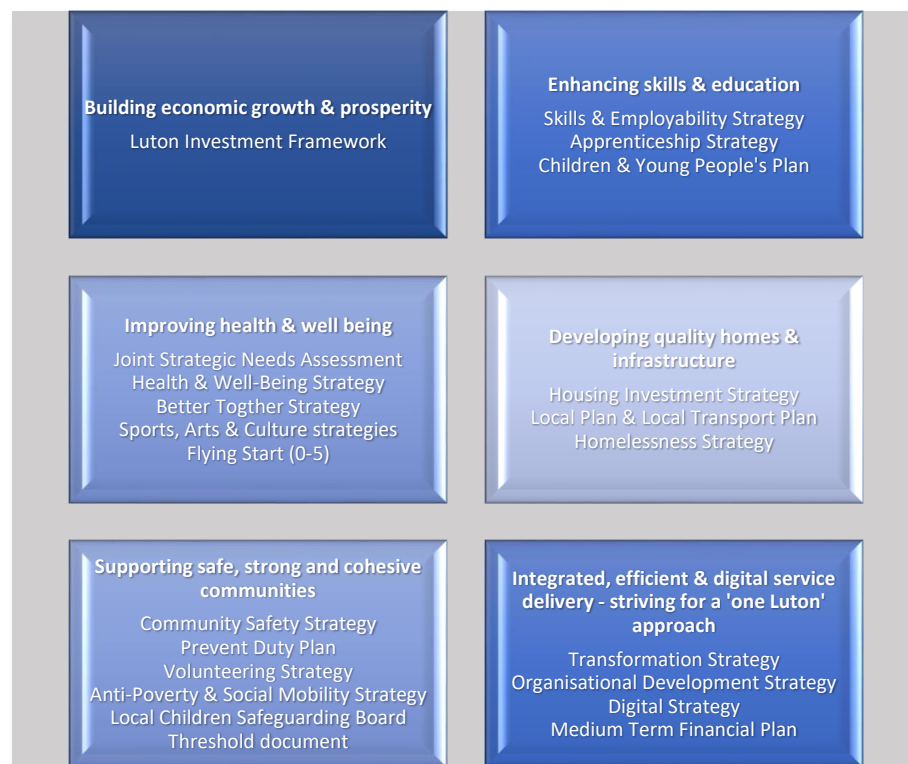 Building economic growth & prosperity
Luton Investment Framework
Enhancing skills & education
Skills & Employability Strategy
Apprenticeship Strategy
Children & Young People's Plan
Improving health & well being
Joint Strategic Needs Assessment
Health & Well-Being Strategy
Better Togther Strategy
Sports, Arts & Culture strategies
Flying Start (0-5)
Developing quality homes &
infrastructure
Housing Investment Strategy
Local Plan & Local Transport Plan
Homelessness Strategy
Supporting safe, strong and cohesive
communities
Community Safety Strategy
Prevent Duty Plan
Volunteering Strategy
Anti-Poverty & Social Mobility Strategy
Local Children Safeguarding Board
Threshold document
Integrated, efficient & digital service
delivery - striving for a 'one Luton'
approach
Transformation Strategy
Organisational Development Strategy
Digital Strategy
Medium Term Financial Plan